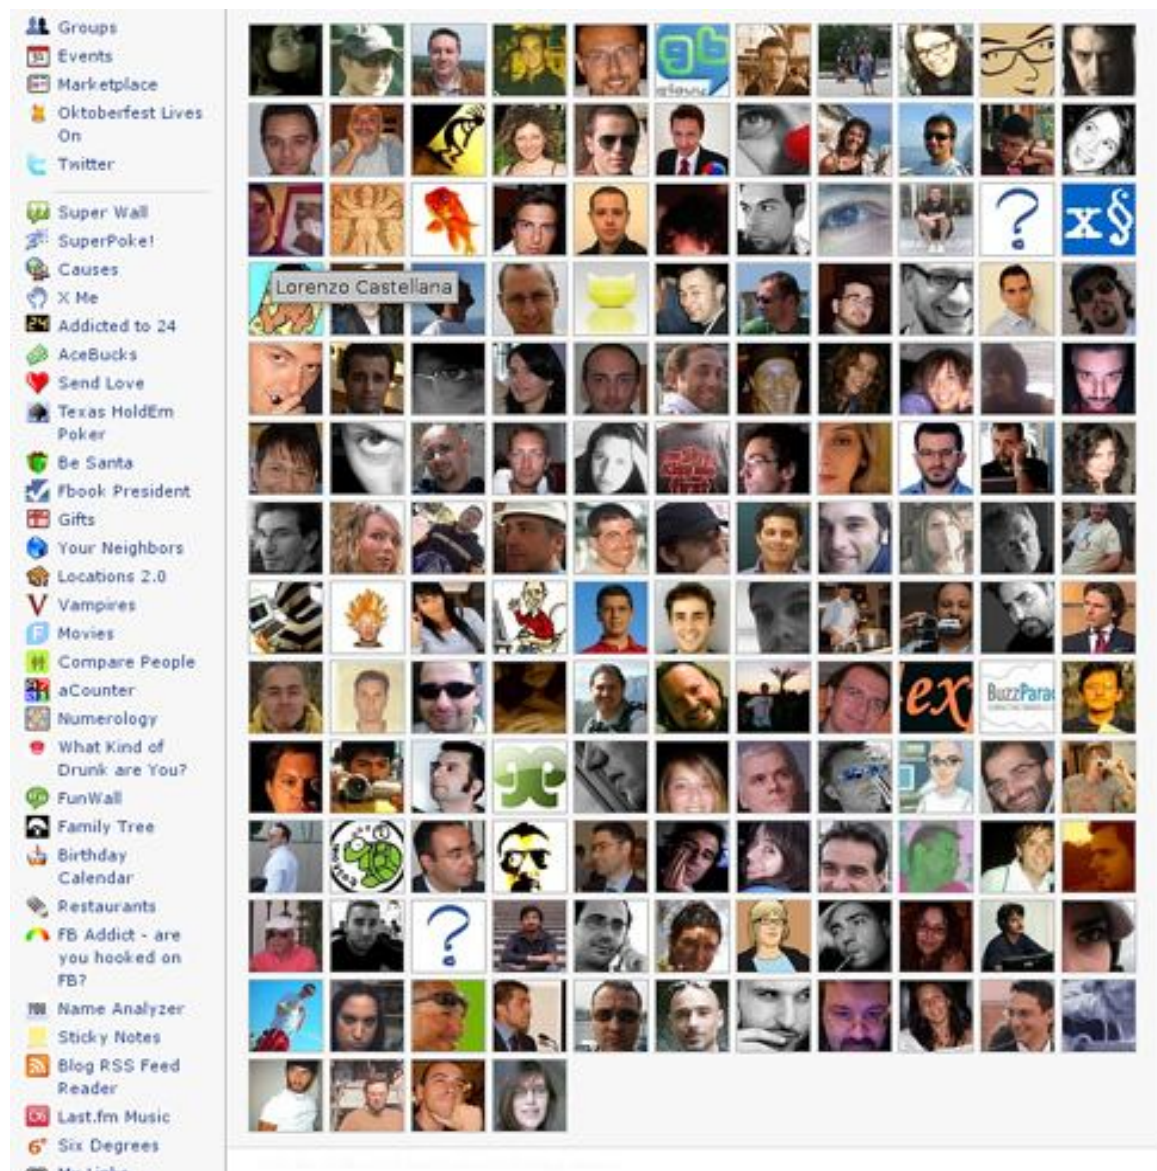 Groups
Events
Marketplace
Oktoberfest Lives
On
Twitter
Super Wall
SuperPoke!
Causes
X Me
Addicted to 24
AceBucks
Send Love
Texas HoldEm
Poker
Be Santa
Fbook President
Gifts
Your Neighbors
Locations 2.0
Vampires
Movies
Compare People
aCounter
Numerology
What Kind of
Drunk are You?
FunWall
Family Tree
Birthday
Calendar
Restaurants
FB Addict - are
you hooked on
FB?
Name Analyzer
Sticky Notes
Blog RSS Feed
Reader
Last.fm Music
Six Degrees
gb
?
x§
Lorenzo Castellana
ex
BuzzParad
?